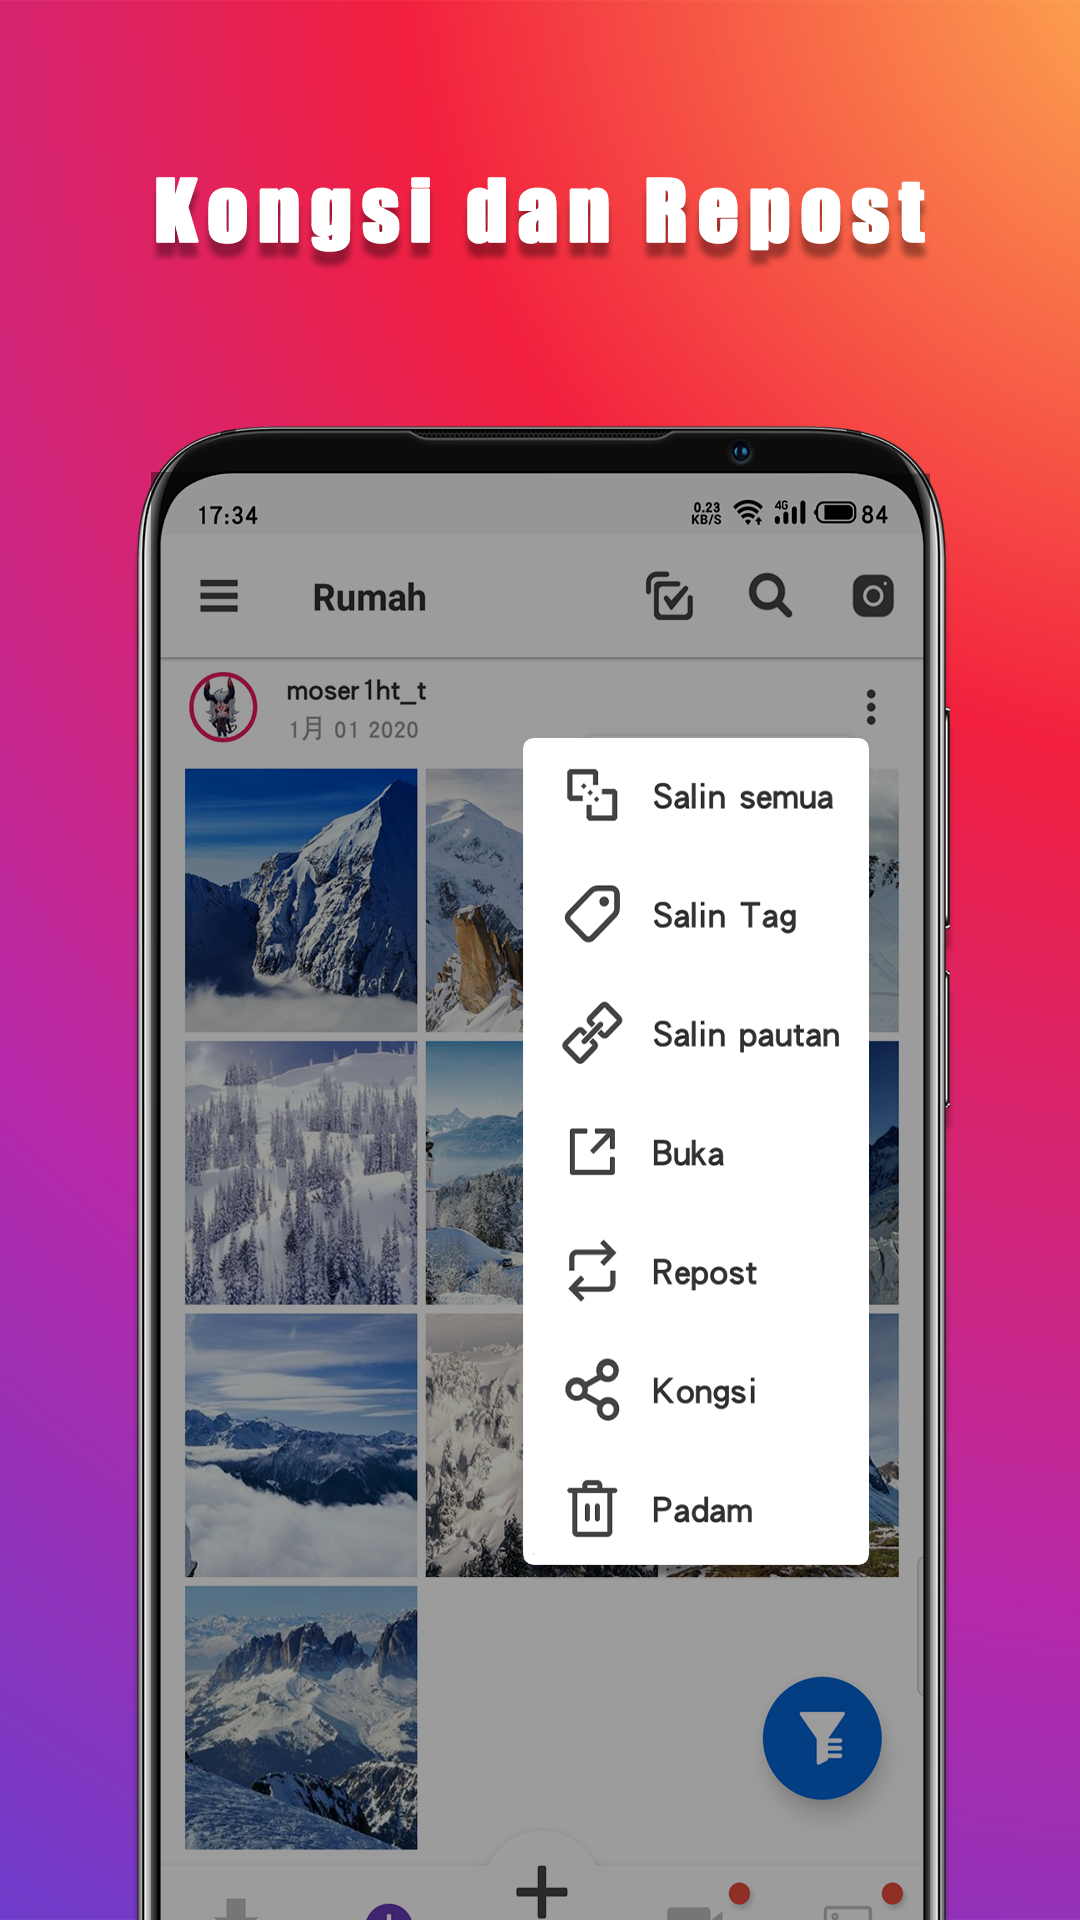 Kongsi dan Repost
17:34
0.23
KB/S
4G
84
Rumah
moser1ht_t
1月 01 2020
Salin semua
Salin Tag
Salin pautan
Buka
Repost
Kongsi
Padam